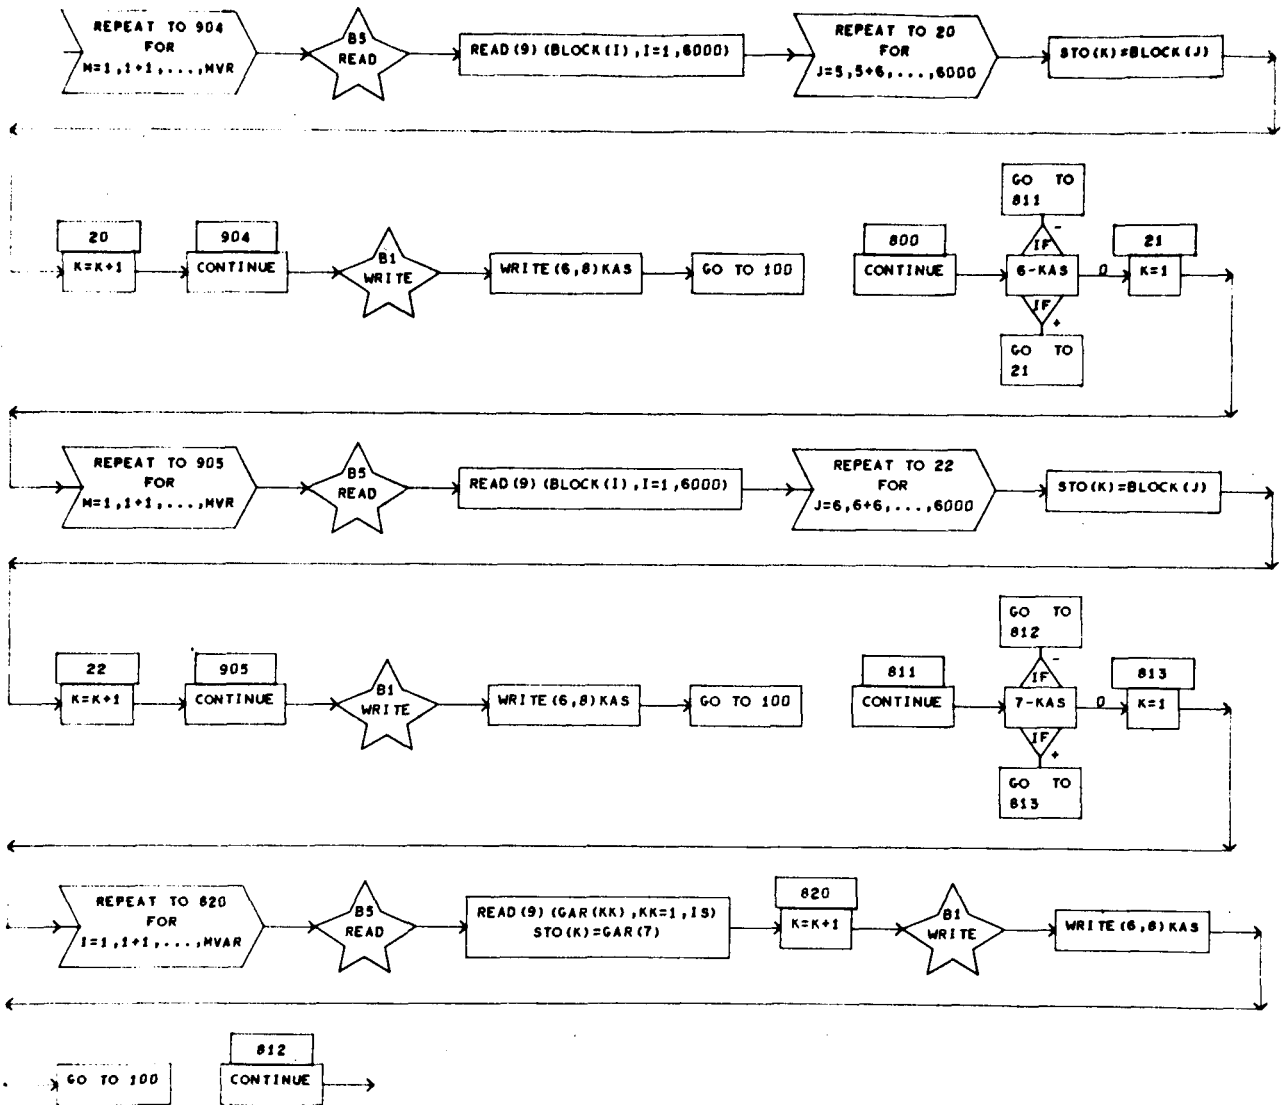 REPEAT TO 904
FOR
M=1,1+1,...,MVR
B5
READ
READ(9)(BLOCK(I),I=1,6000)
REPEAT TO 20
FOR
J=5,5+6,...,6000
STO(K)=BLOCK(J)
20
K=K+1
904
CONTINUE
B1
WRITE
WRITE(6,8)KAS
GO TO 100
800
CONTINUE
GO TO
811
IF
-
6-KAS
0
IF
+
GO TO
21
21
K=1
REPEAT TO 905
FOR
M=1,1+1,...,MVR
B5
READ
READ(9)(BLOCK(I),I=1,6000)
REPEAT TO 22
FOR
J=6,6+6,...,6000
STO(K)=BLOCK(J)
22
K=K+1
905
CONTINUE
B1
WRITE
WRITE(6,8)KAS
GO TO 100
811
CONTINUE
GO TO
812
IF
-
7-KAS
0
IF
+
GO TO
813
813
K=1
REPEAT TO 820
FOR
I=1,1+1,...,MVAR
B5
READ
READ(9)(GAR(KK),KK=1,IS)
STO(K)=GAR(7)
820
K=K+1
B1
WRITE
WRITE(6,8)KAS
GO TO 100
812
CONTINUE